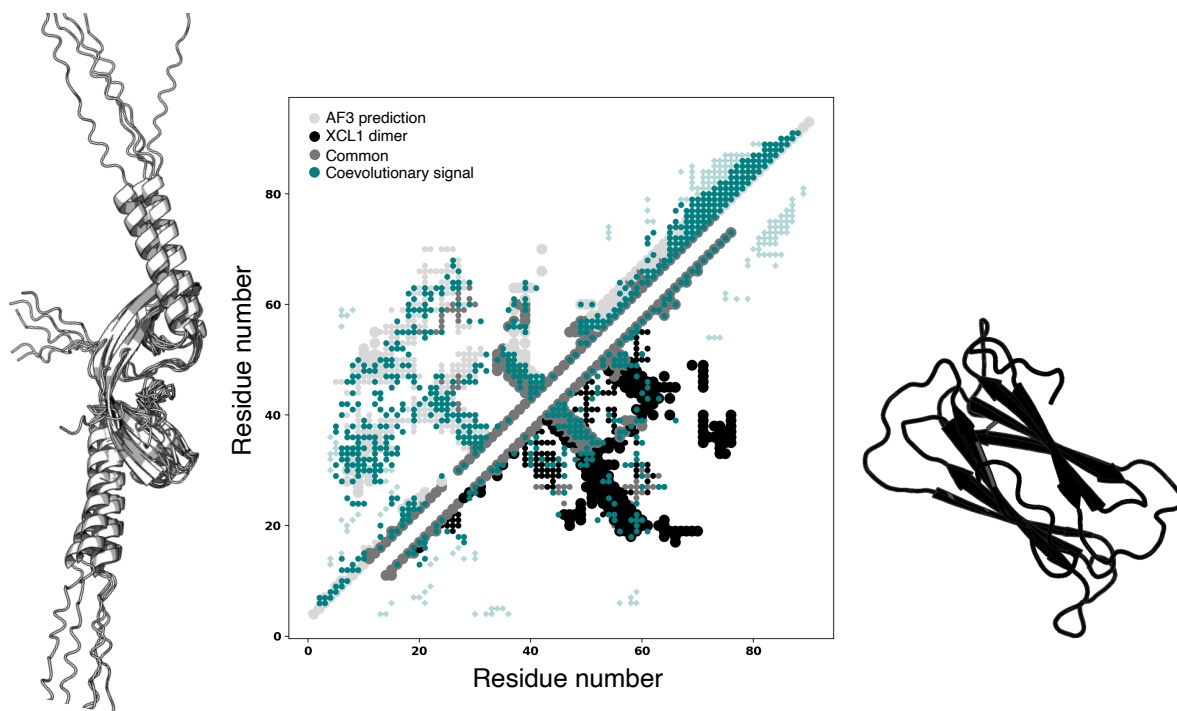 AF3 prediction
XCL1 dimer
Common
Coevolutionary signal
Residue number
80
60
40
20
0
0 20 40 60 80
Residue number